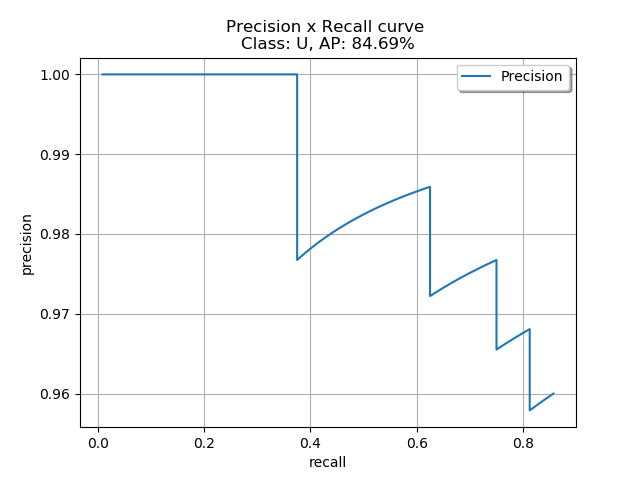 Precision x Recall curve
Class: U, AP: 84.69%
Precision
1.00
0.99
0.98
0.97
0.96
precision
0.0 0.2 0.4 0.6 0.8
recall